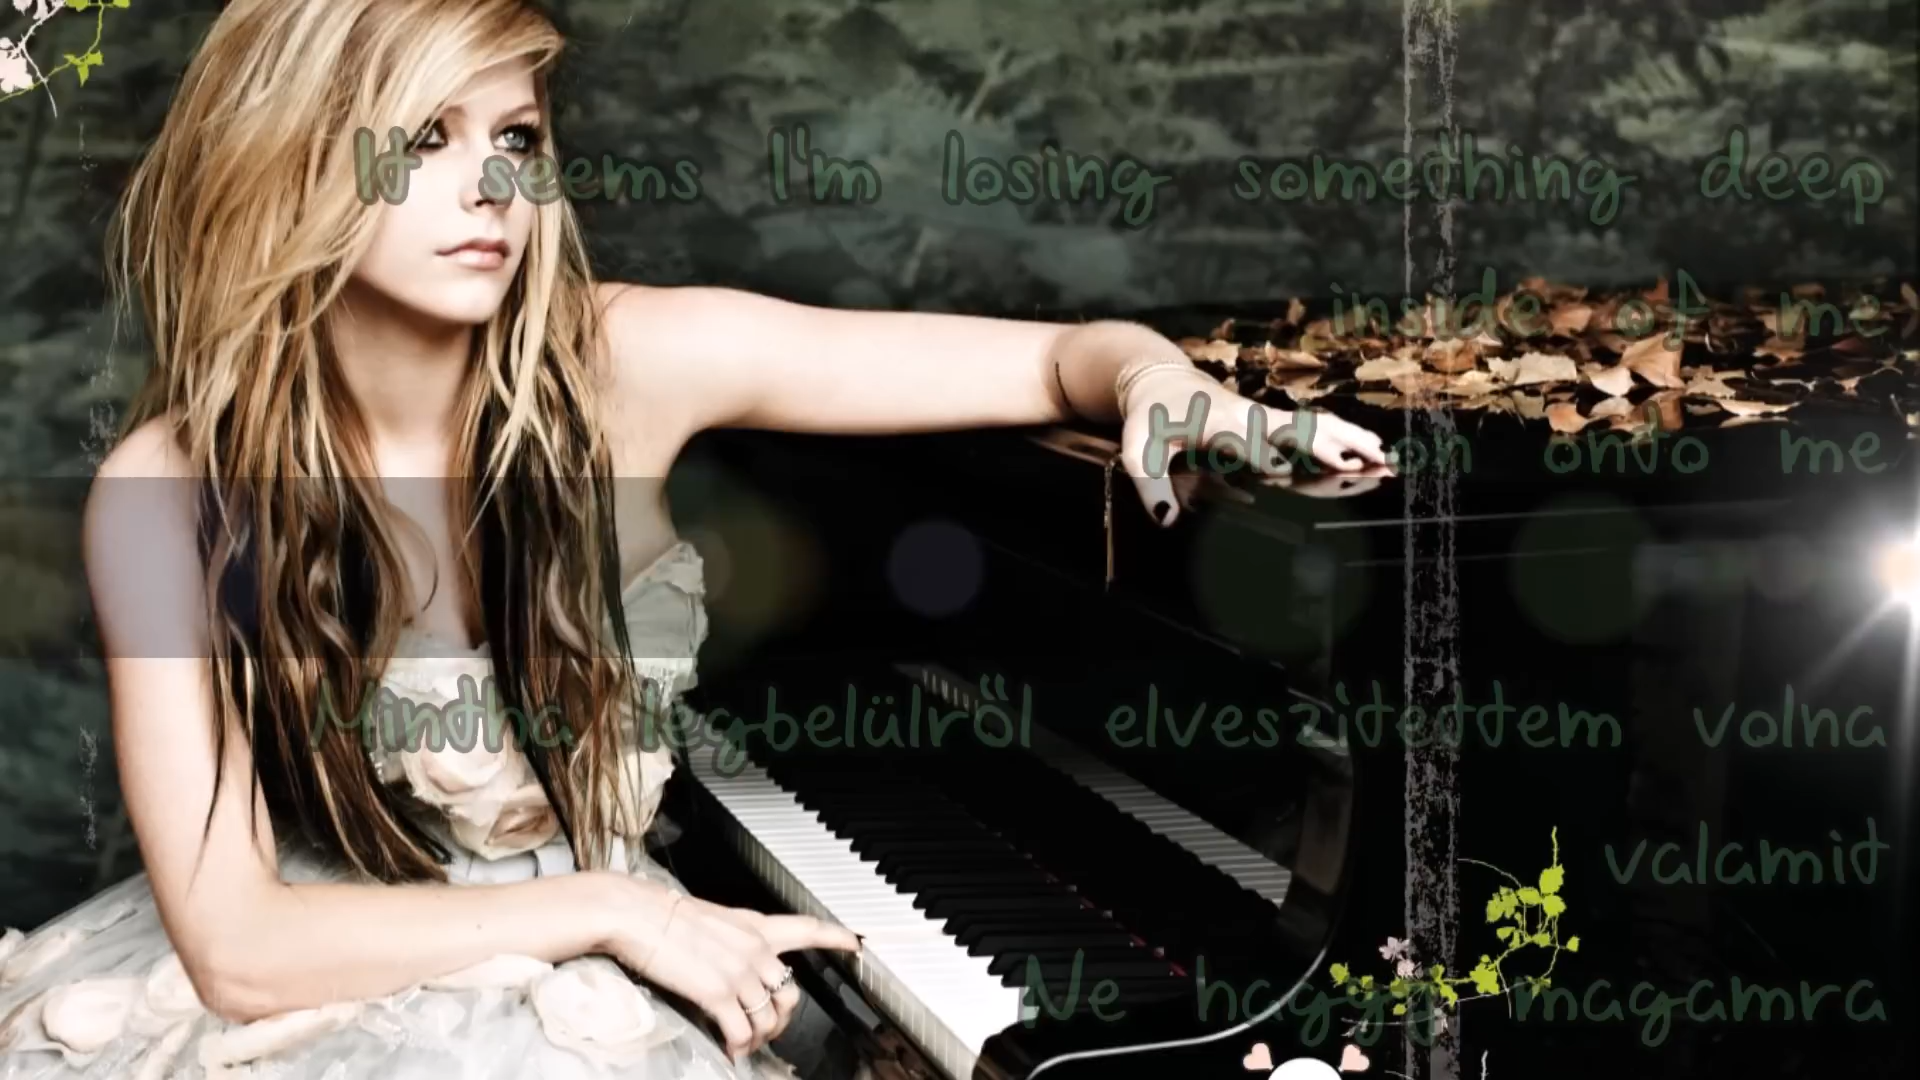 It seems I'm losing something deep
inside of me
Hold on onto me
Mintha legbelülről elveszítettem volna
valamit
Ne hagyj magamra